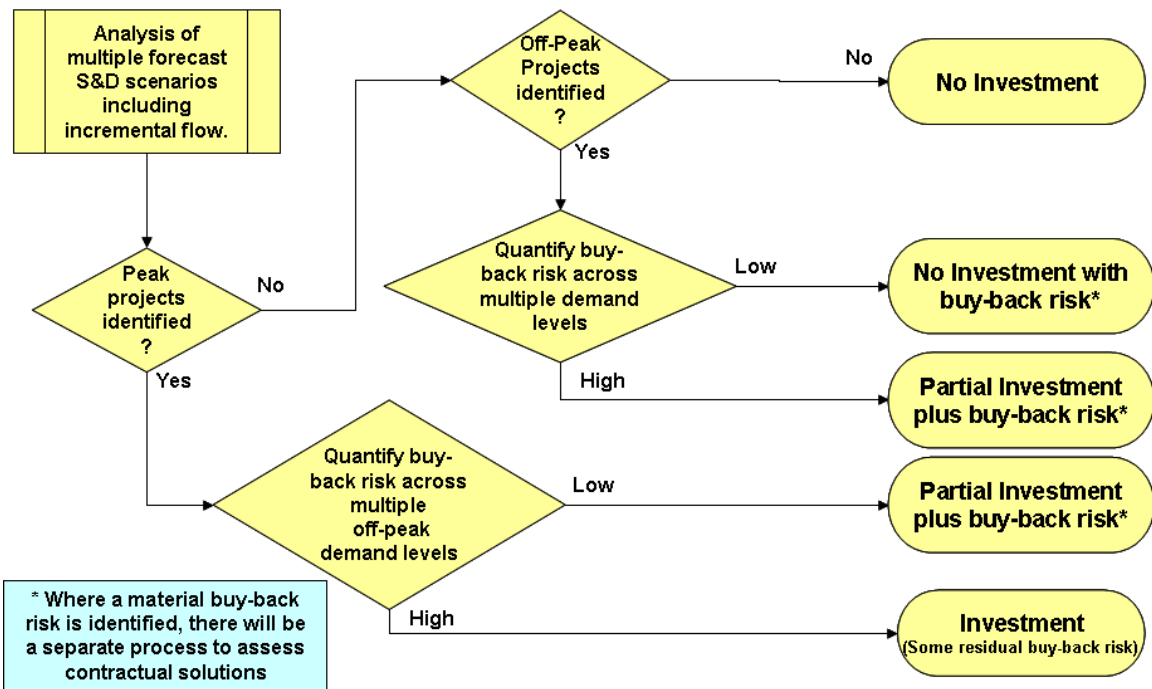 Analysis of
multiple forecast
S&D scenarios
including
incremental flow.
Off-Peak
Projects
identified
?
No
No Investment
Yes
Peak
projects
identified
?
No
Quantify buy-
back risk across
multiple demand
levels
Low
No Investment with
buy-back risk*
Yes
High
Partial Investment
plus buy-back risk*
Quantify buy-
back risk across
multiple
off-peak
demand levels
Low
Partial Investment
plus buy-back risk*
* Where a material buy-back
risk is identified, there will be
a separate process to assess
contractual solutions
High
Investment
(Some residual buy-back risk)